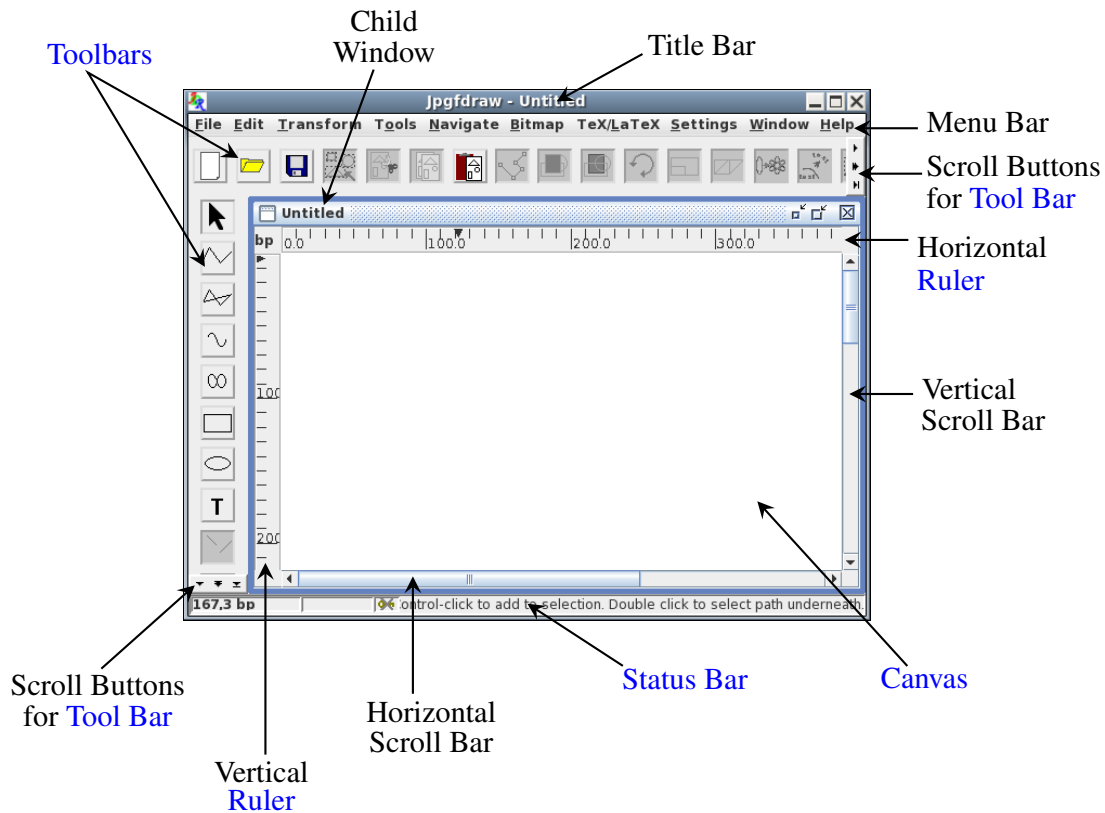 Child
Window
Toolbars
Title Bar
Jpgfdraw - Untitled
File Edit Transform Tools Navigate Bitmap TeX/LaTeX Settings Window Help
Menu Bar
Scroll Buttons
for Tool Bar
Untitled
bp 0.0 100.0 200.0 300.0
Horizontal
Ruler
100
Vertical
Scroll Bar
T
200
167,3 bp
ontrol-click to add to selection. Double click to select path underneath.
Scroll Buttons
for Tool Bar
Status Bar
Canvas
Horizontal
Scroll Bar
Vertical
Ruler